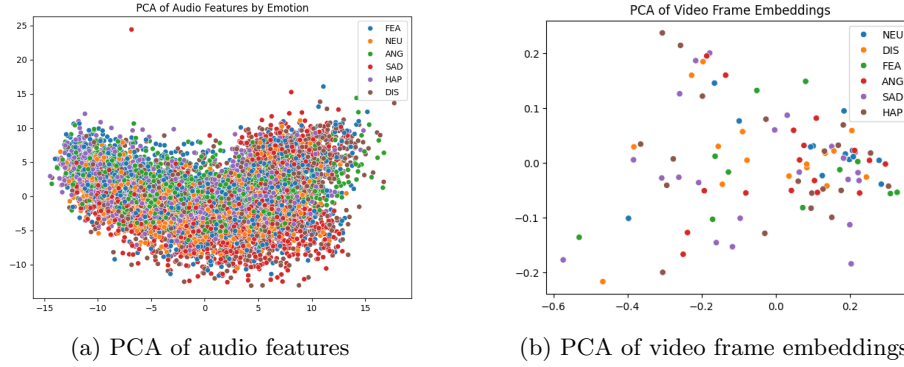 PCA of Audio Features by Emotion
25
20
15
10
5
0
−5
−10
FEA
NEU
ANG
SAD
HAP
DIS
−15 −10 −5 0 5 10 15
(a) PCA of audio features
PCA of Video Frame Embeddings
0.2
0.1
0.0
−0.1
−0.2
NEU
DIS
FEA
ANG
SAD
HAP
−0.6 −0.4 −0.2 0.0 0.2
(b) PCA of video frame embeddings